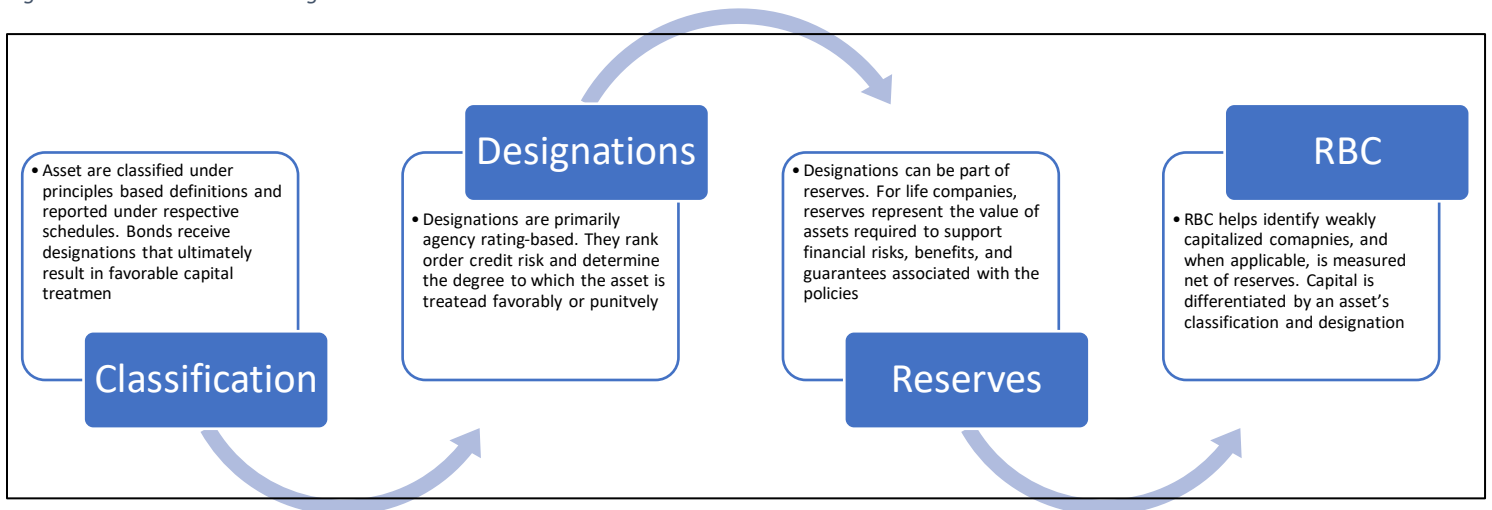 • Asset are classified under
principles based definitions and
reported under respective
schedules. Bonds receive
designations that ultimately
result in favorable capital
treatmen
Classification
Designations
• Designations are primarily
agency rating-based. They rank
order credit risk and determine
the degree to which the asset is
treatead favorably or punitvely
• Designations can be part of
reserves. For life companies,
reserves represent the value of
assets required to support
financial risks, benefits, and
guarantees associated with the
policies
Reserves
RBC
• RBC helps identify weakly
capitalized comapnies, and
when applicable, is measured
net of reserves. Capital is
differentiated by an asset's
classification and designation